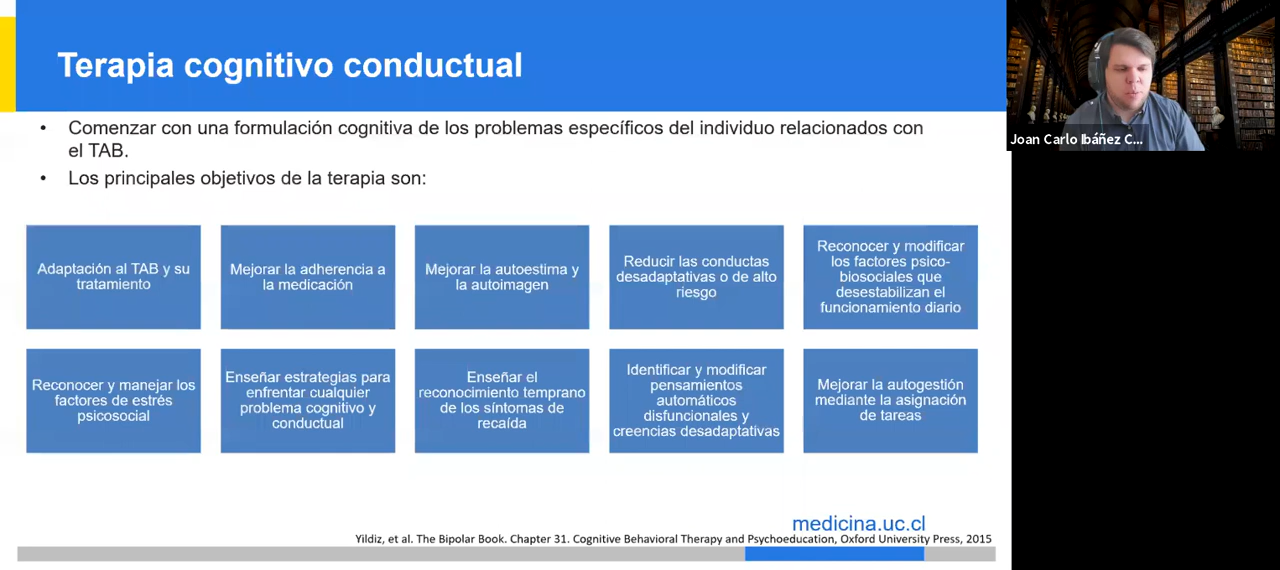 Terapia cognitivo conductual
• Comenzar con una formulación cognitiva de los problemas específicos del individuo relacionados con
el TAB.
• Los principales objetivos de la terapia son:
Adaptación al TAB y su
tratamiento
Mejorar la adherencia a
la medicación
Mejorar la autoestima y
la autoimagen
Reducir las conductas
desadaptativas o de alto
riesgo
Reconocer y modificar
los factores psico-
biosociales que
desestabilizan el
funcionamiento diario
Reconocer y manejar los
factores de estrés
psicosocial
Enseñar estrategias para
enfrentar cualquier
problema cognitivo y
conductual
Enseñar el
reconocimiento temprano
de los síntomas de
recaída
Identificar y modificar
pensamientos
automáticos
disfuncionales y
creencias desadaptativas
Mejorar la autogestión
mediante la asignación
de tareas
medicina.uc.cl
Yildiz, et al. The Bipolar Book. Chapter 31. Cognitive Behavioral Therapy and Psychoeducation, Oxford University Press, 2015
Joan Carlo Ibáñez C...